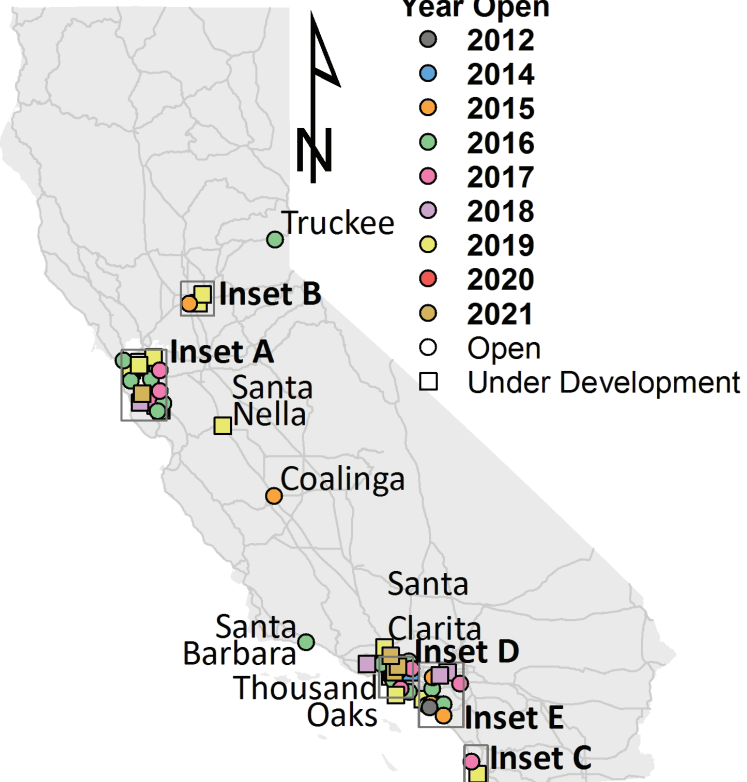 Year Open
2012
2014
2015
2016
2017
2018
2019
2020
2021
Open
Under Development
N
Truckee
Inset B
Inset A
Santa
Nella
Coalinga
Santa
Clarita
Santa
Barbara
Inset D
Thousand
Oaks
Inset E
Inset C